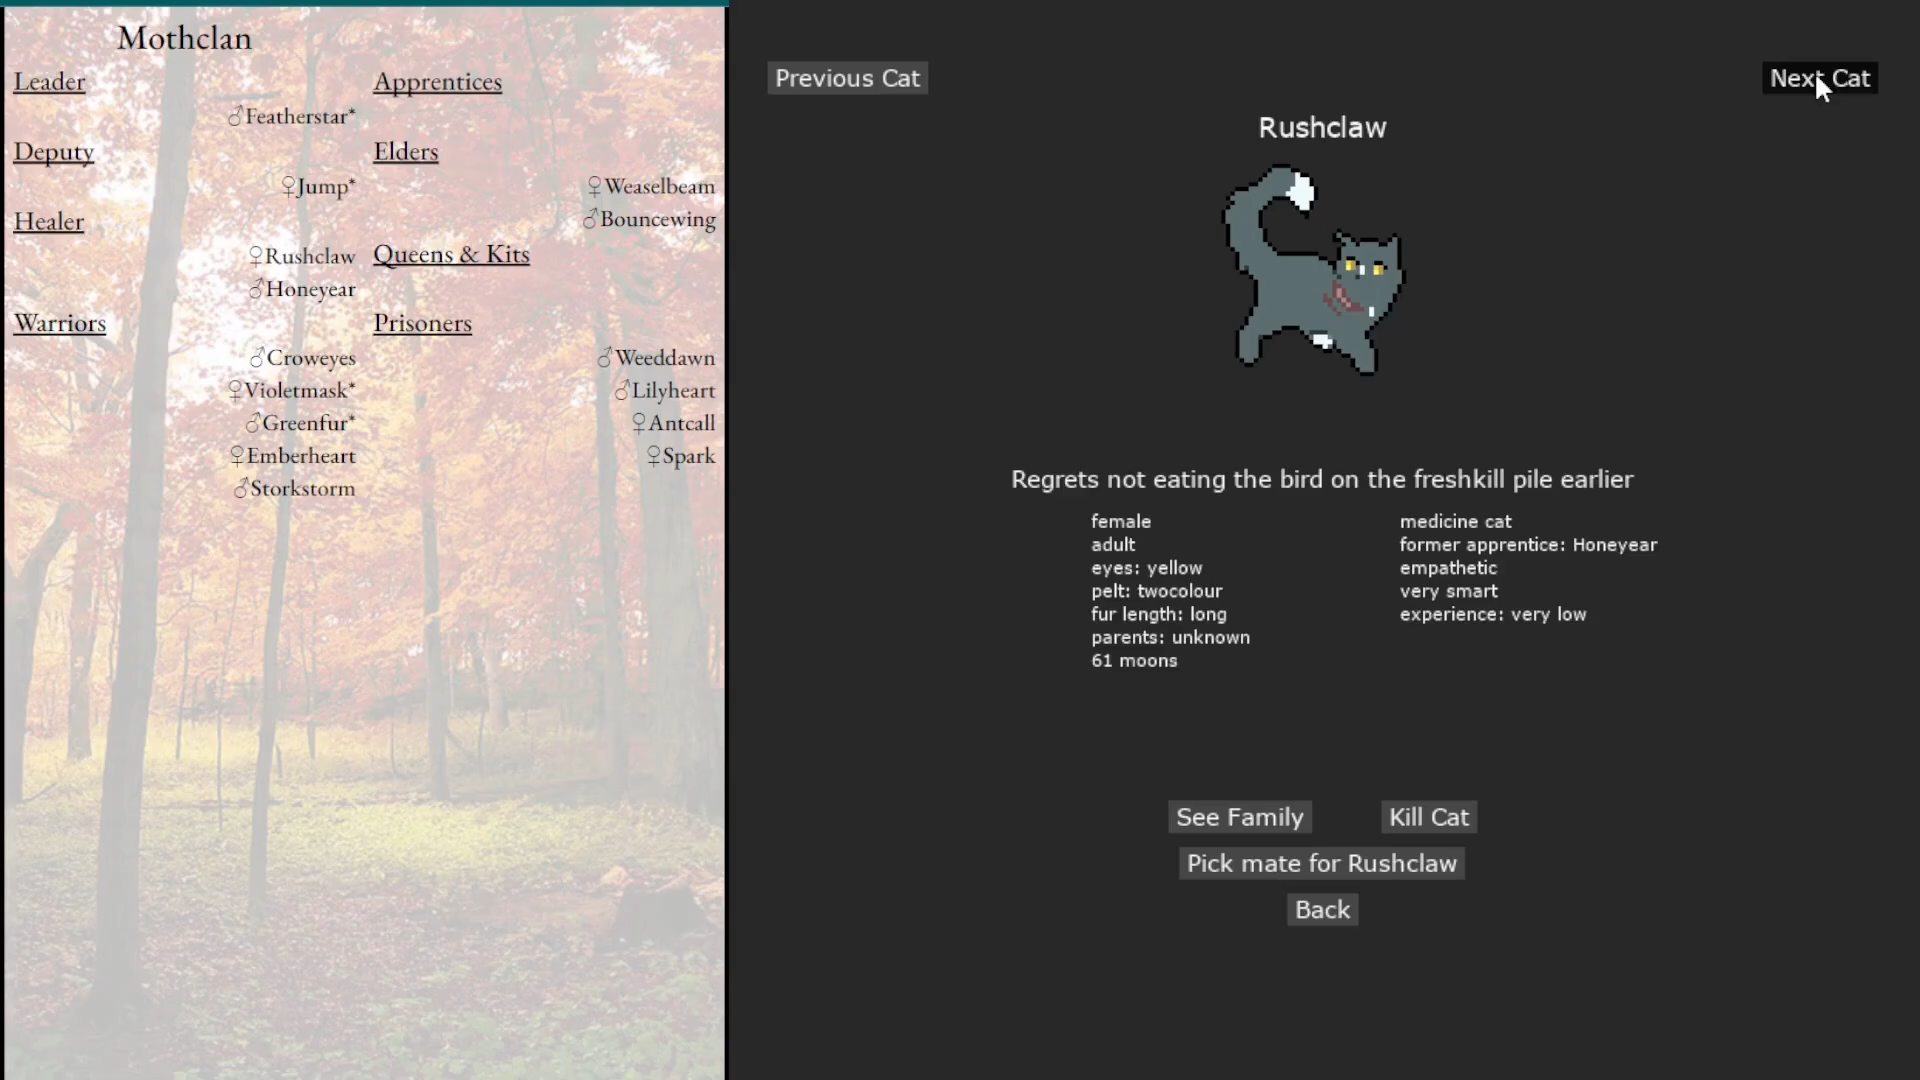 Mothclan
Leader
♂Featherstar*
Deputy
♀Jump*
Healer
♀Rushclaw
♂Honeyear
Warriors
♂Croweyes
♀Violetmask*
♂Greenfur*
♀Emberheart
♂Storkstorm
Apprentices
Elders
♀Weaselbeam
♂Bouncewing
Queens & Kits
Prisoners
♂Weeddawn
♂Lilyheart
♀Antcall
♀Spark
Previous Cat
Next Cat
Rushclaw
Regrets not eating the bird on the freshkill pile earlier
female
adult
eyes: yellow
pelt: twocolour
fur length: long
parents: unknown
61 moons
medicine cat
former apprentice: Honeyear
empathetic
very smart
experience: very low
See Family
Kill Cat
Pick mate for Rushclaw
Back